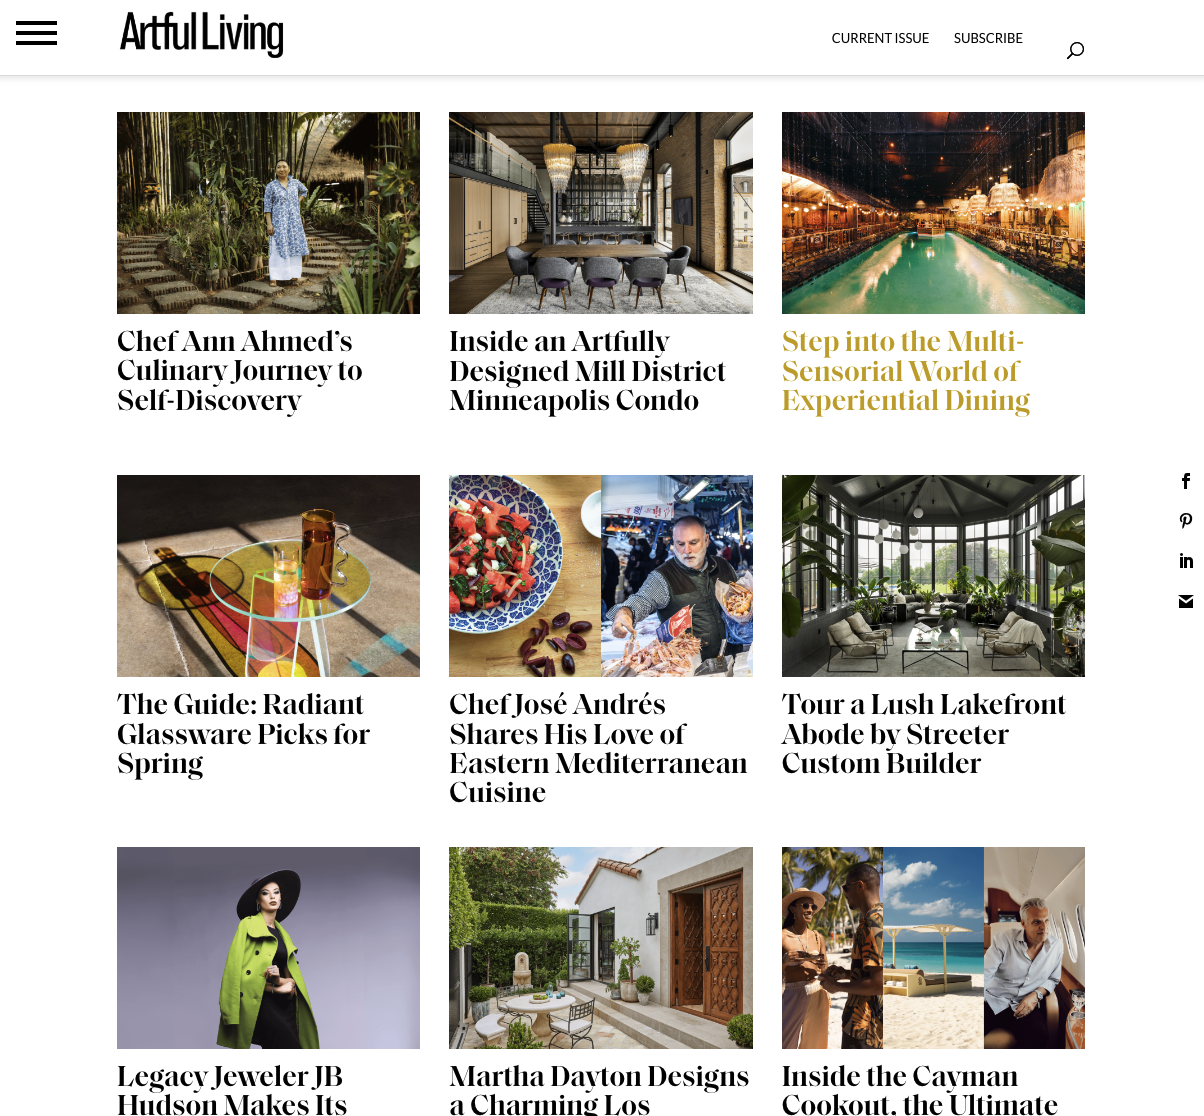 Artful Living
CURRENT ISSUE
SUBSCRIBE
Chef Ann Ahmed’s
Culinary Journey to
Self-Discovery
Inside an Artfully
Designed Mill District
Minneapolis Condo
Step into the Multi-
Sensorial World of
Experiential Dining
The Guide: Radiant
Glassware Picks for
Spring
Chef José Andrés
Shares His Love of
Eastern Mediterranean
Cuisine
Tour a Lush Lakefront
Abode by Streeter
Custom Builder
Legacy Jeweler JB
Hudson Makes Its
Martha Dayton Designs
a Charming Los
Inside the Cayman
Cookout, the Ultimate